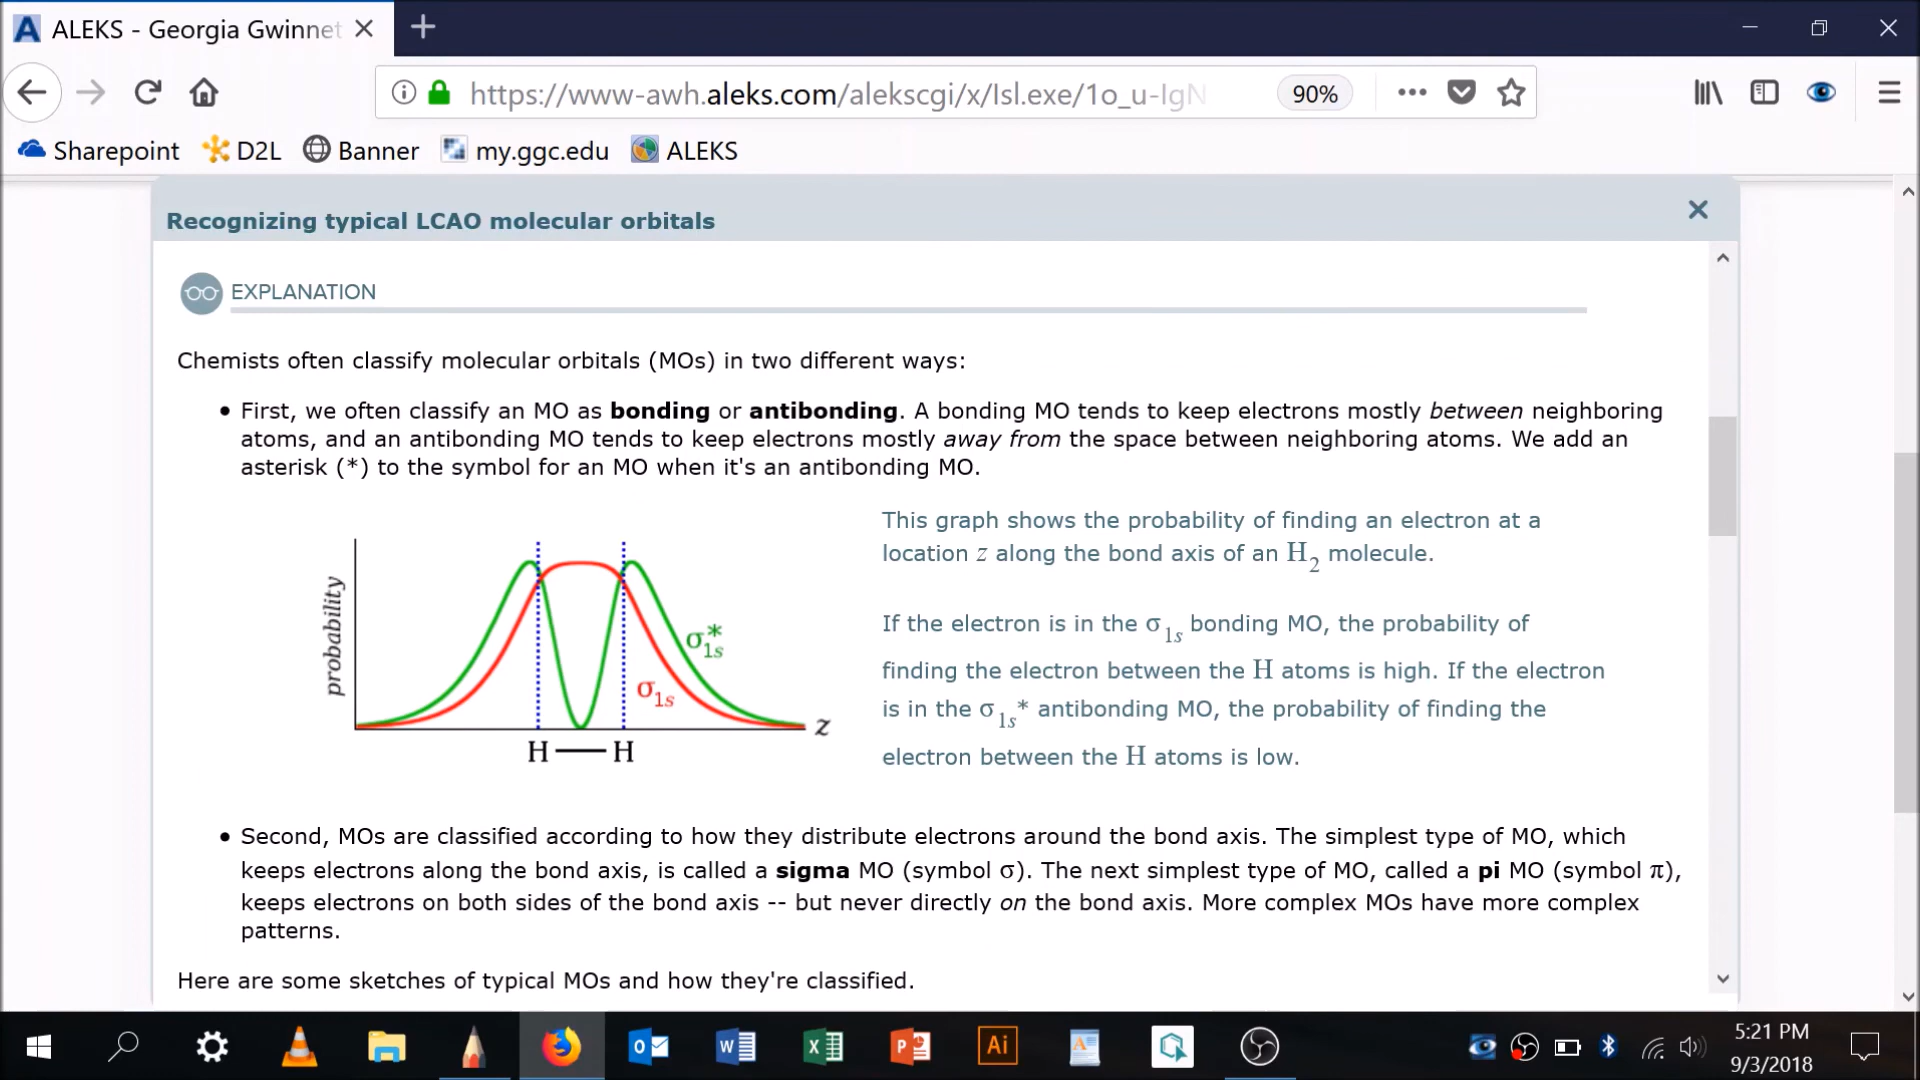 ALEKS - Georgia Gwinnet
https://www-awh.aleks.com/alekscgi/x/Isl.exe/1o_u-IgN
90%
Sharepoint D2L Banner my.ggc.edu ALEKS
Recognizing typical LCAO molecular orbitals
EXPLANATION
Chemists often classify molecular orbitals (MOs) in two different ways:
• First, we often classify an MO as bonding or antibonding. A bonding MO tends to keep electrons mostly between neighboring
atoms, and an antibonding MO tends to keep electrons mostly away from the space between neighboring atoms. We add an
asterisk (*) to the symbol for an MO when it's an antibonding MO.
probability
σ*1s
σ1s
z
H — H
This graph shows the probability of finding an electron at a
location z along the bond axis of an H2 molecule.
If the electron is in the σ1s bonding MO, the probability of
finding the electron between the H atoms is high. If the electron
is in the σ1s* antibonding MO, the probability of finding the
electron between the H atoms is low.
• Second, MOs are classified according to how they distribute electrons around the bond axis. The simplest type of MO, which
keeps electrons along the bond axis, is called a sigma MO (symbol σ). The next simplest type of MO, called a pi MO (symbol π),
keeps electrons on both sides of the bond axis -- but never directly on the bond axis. More complex MOs have more complex
patterns.
Here are some sketches of typical MOs and how they're classified.
Ai
5:21 PM
9/3/2018